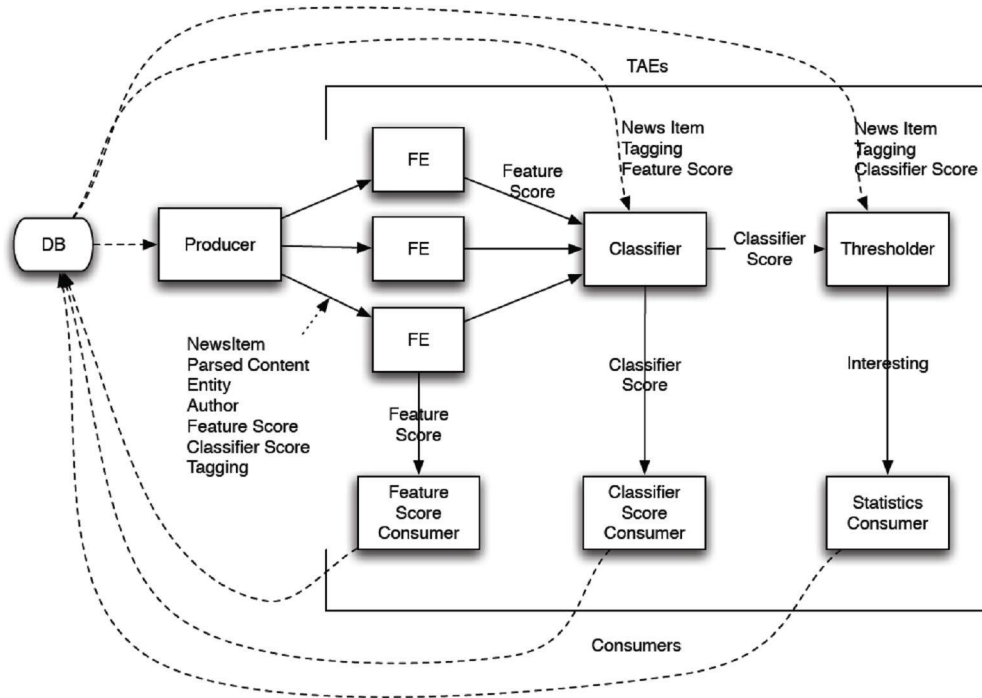 TAEs
FE
Feature
Score
News Item
Tagging
Feature Score
News Item
Tagging
Classifier Score
DB
Producer
FE
Classifier
Classifier
Score
Thresholder
FE
NewsItem
Parsed Content
Entity
Author
Feature Score
Classifier Score
Tagging
Feature
Score
Classifier
Score
Interesting
Feature
Score
Consumer
Classifier
Score
Consumer
Statistics
Consumer
Consumers